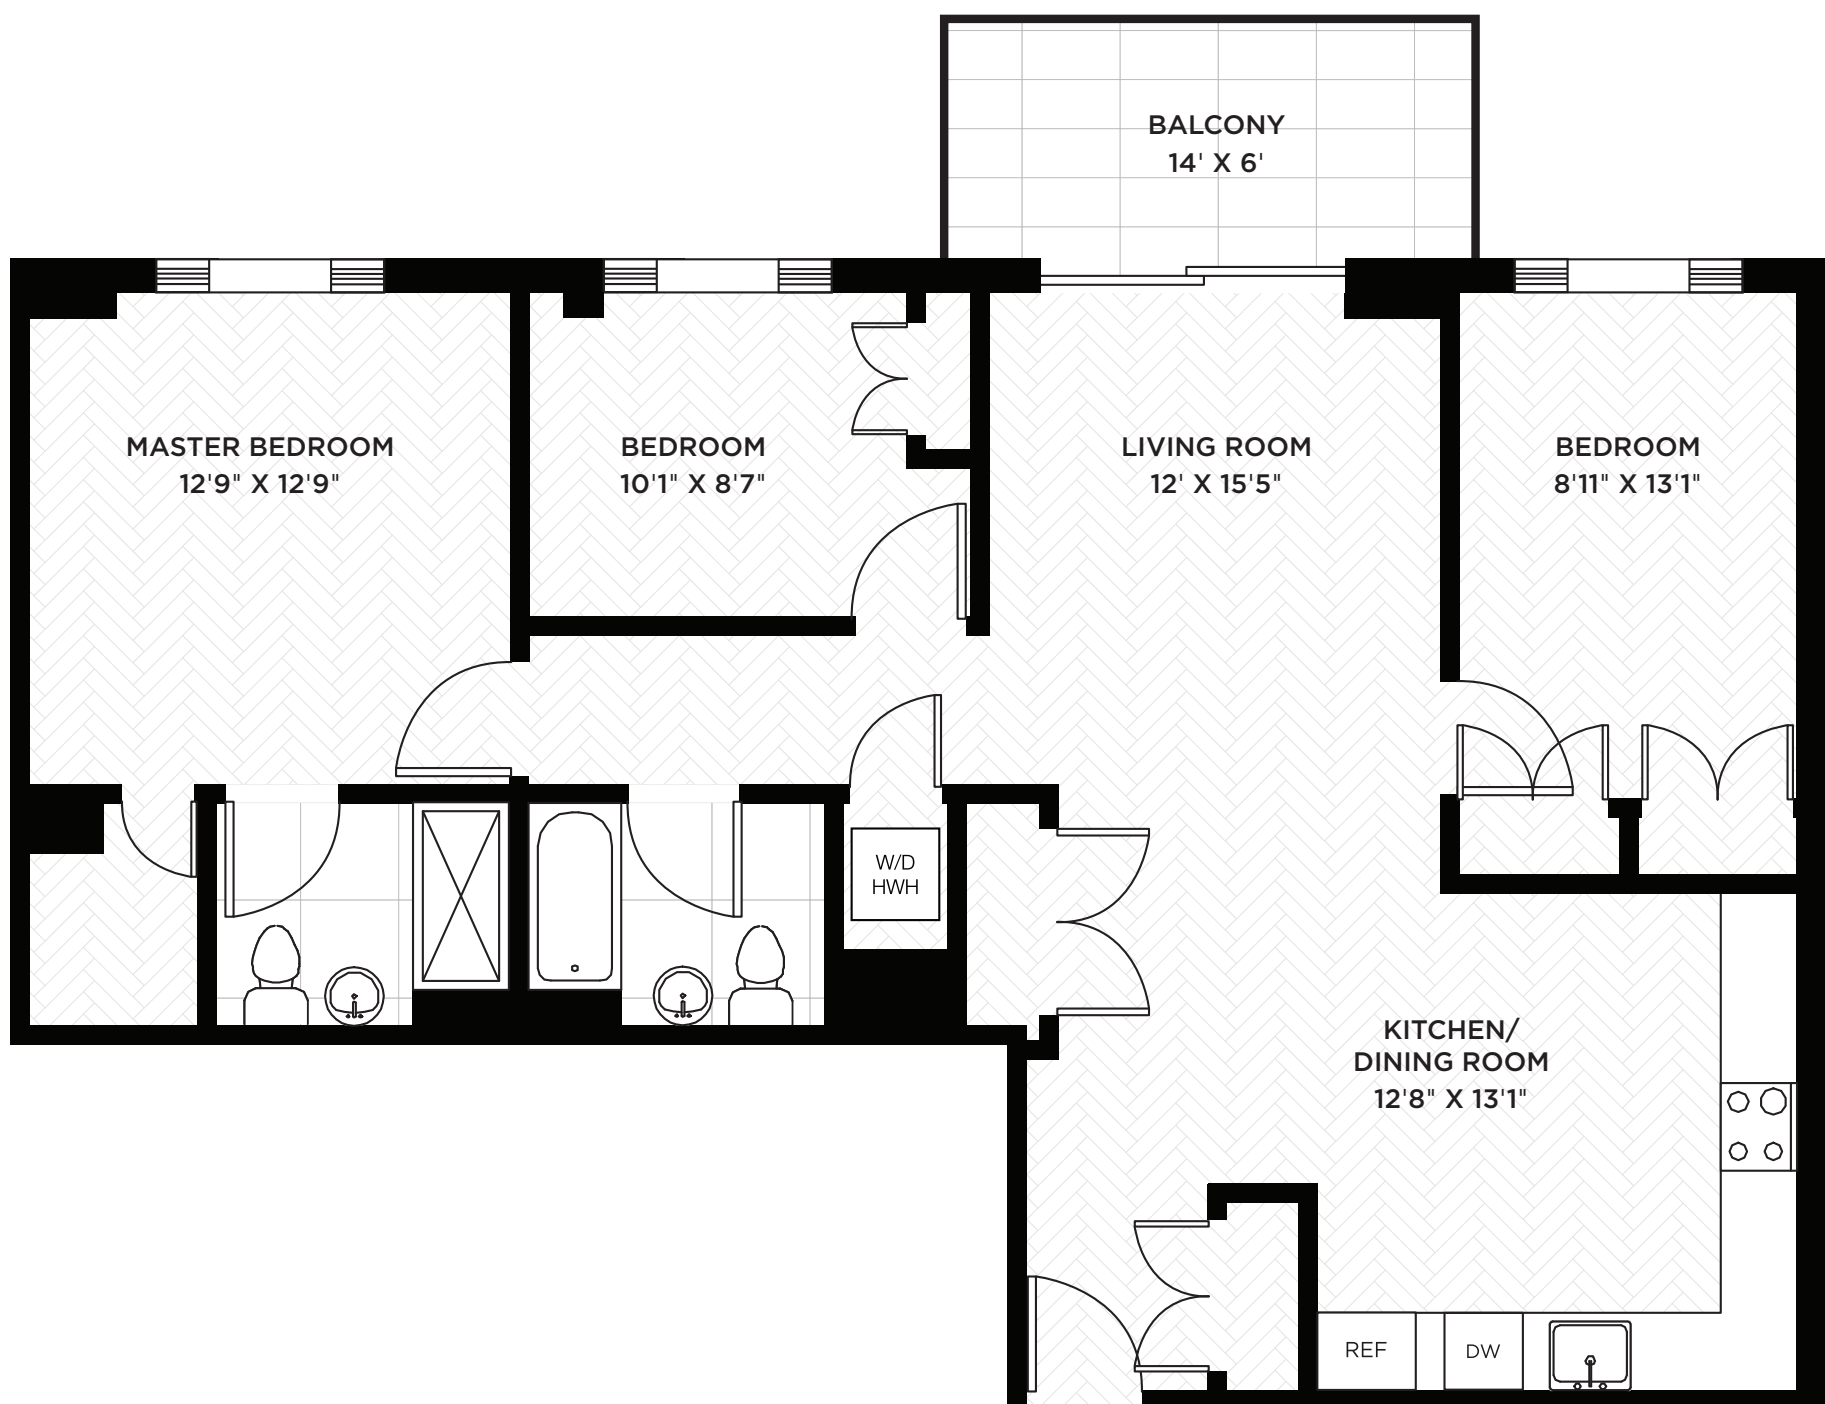 BALCONY
14' X 6'
MASTER BEDROOM
12'9" X 12'9"
BEDROOM
10'1" X 8'7"
LIVING ROOM
12' X 15'5"
BEDROOM
8'11" X 13'1"
W/D
HWH
KITCHEN/
DINING ROOM
12'8" X 13'1"
REF
DW